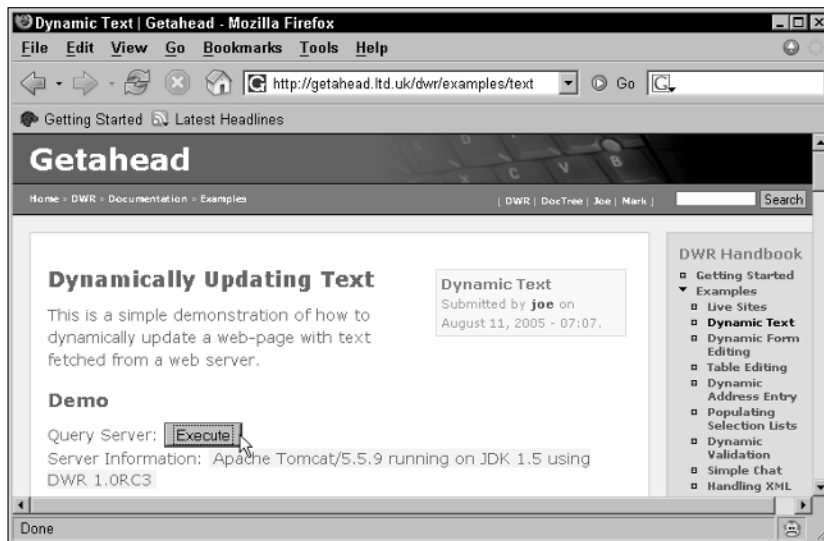 Dynamic Text | Getahead - Mozilla Firefox
File Edit View Go Bookmarks Tools Help
http://getahead.ltd.uk/dwr/examples/text Go G
Getting Started Latest Headlines
Getahead
Home » DWR » Documentation » Examples
[ DWR | DocTree | Joe | Mark ] Search
Dynamically Updating Text
This is a simple demonstration of how to
dynamically update a web-page with text
fetched from a web server.
Dynamic Text
Submitted by joe on
August 11, 2005 - 07:07.
Demo
Query Server: Execute
Server Information: Apache Tomcat/5.5.9 running on JDK 1.5 using
DWR 1.0RC3
DWR Handbook
Getting Started
Examples
Live Sites
Dynamic Text
Dynamic Form
Editing
Table Editing
Dynamic
Address Entry
Populating
Selection Lists
Dynamic
Validation
Simple Chat
Handling XML
Done